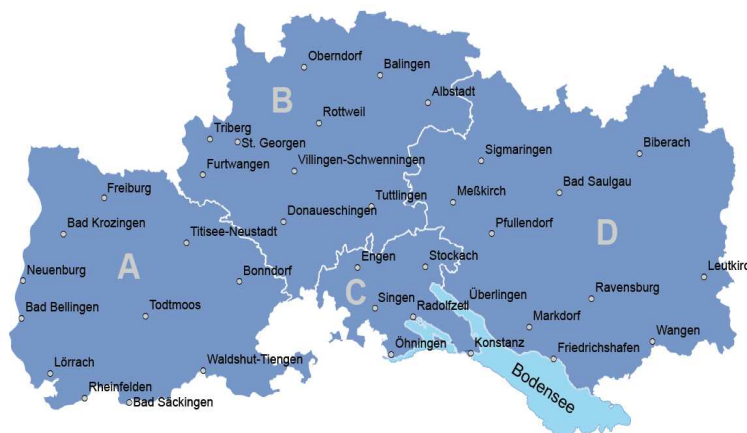 Oberndorf
Balingen
B
Albstadt
Rottweil
Triberg
St. Georgen
Biberach
Sigmaringen
Furtwangen
Villingen-Schwenningen
Bad Saulgau
Freiburg
Meßkirch
Tuttlingen
Bad Krozingen
Donaueschingen
Pfullendorf
D
Titisee-Neustadt
A
Engen
Stockach
Neuenburg
Bonndorf
Leutkirc
C
Überlingen
Ravensburg
Singen
Radolfzell
Bad Bellingen
Todtmoos
Markdorf
Wangen
Öhningen
Konstanz
Friedrichshafen
Lörrach
Waldshut-Tiengen
Bodensee
Rheinfelden
Bad Säckingen